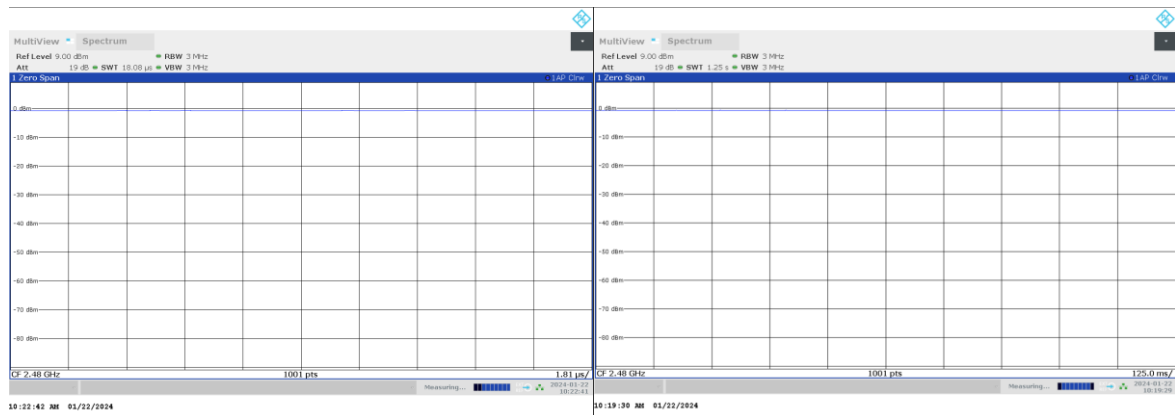 MultiView Spectrum
Ref Level 9.00 dBm RBW 3 MHz
Att 19 dB SWT 18.08 µs VBW 3 MHz
1 Zero Span 1AP Clrw
0 dBm
-10 dBm
-20 dBm
-30 dBm
-40 dBm
-50 dBm
-60 dBm
-70 dBm
-80 dBm
CF 2.48 GHz 1001 pts 1.81 µs/
Measuring... 2024-01-22
10:22:41
10:22:42 AM 01/22/2024
MultiView Spectrum
Ref Level 9.00 dBm RBW 3 MHz
Att 19 dB SWT 1.25 s VBW 3 MHz
1 Zero Span 1AP Clrw
0 dBm
-10 dBm
-20 dBm
-30 dBm
-40 dBm
-50 dBm
-60 dBm
-70 dBm
-80 dBm
CF 2.48 GHz 1001 pts 125.0 ms/
Measuring... 2024-01-22
10:19:29
10:19:30 AM 01/22/2024